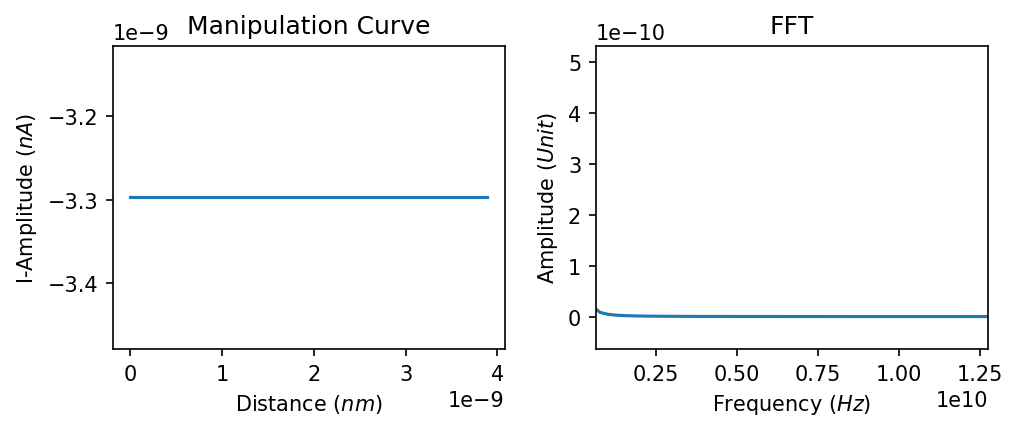 Manipulation Curve
1e−9
I-Amplitude (nA)
−3.2
−3.3
−3.4
0 1 2 3 4
1e−9
Distance (nm)
FFT
1e−10
Amplitude (Unit)
5
4
3
2
1
0
0.25 0.50 0.75 1.00 1.25
1e10
Frequency (Hz)